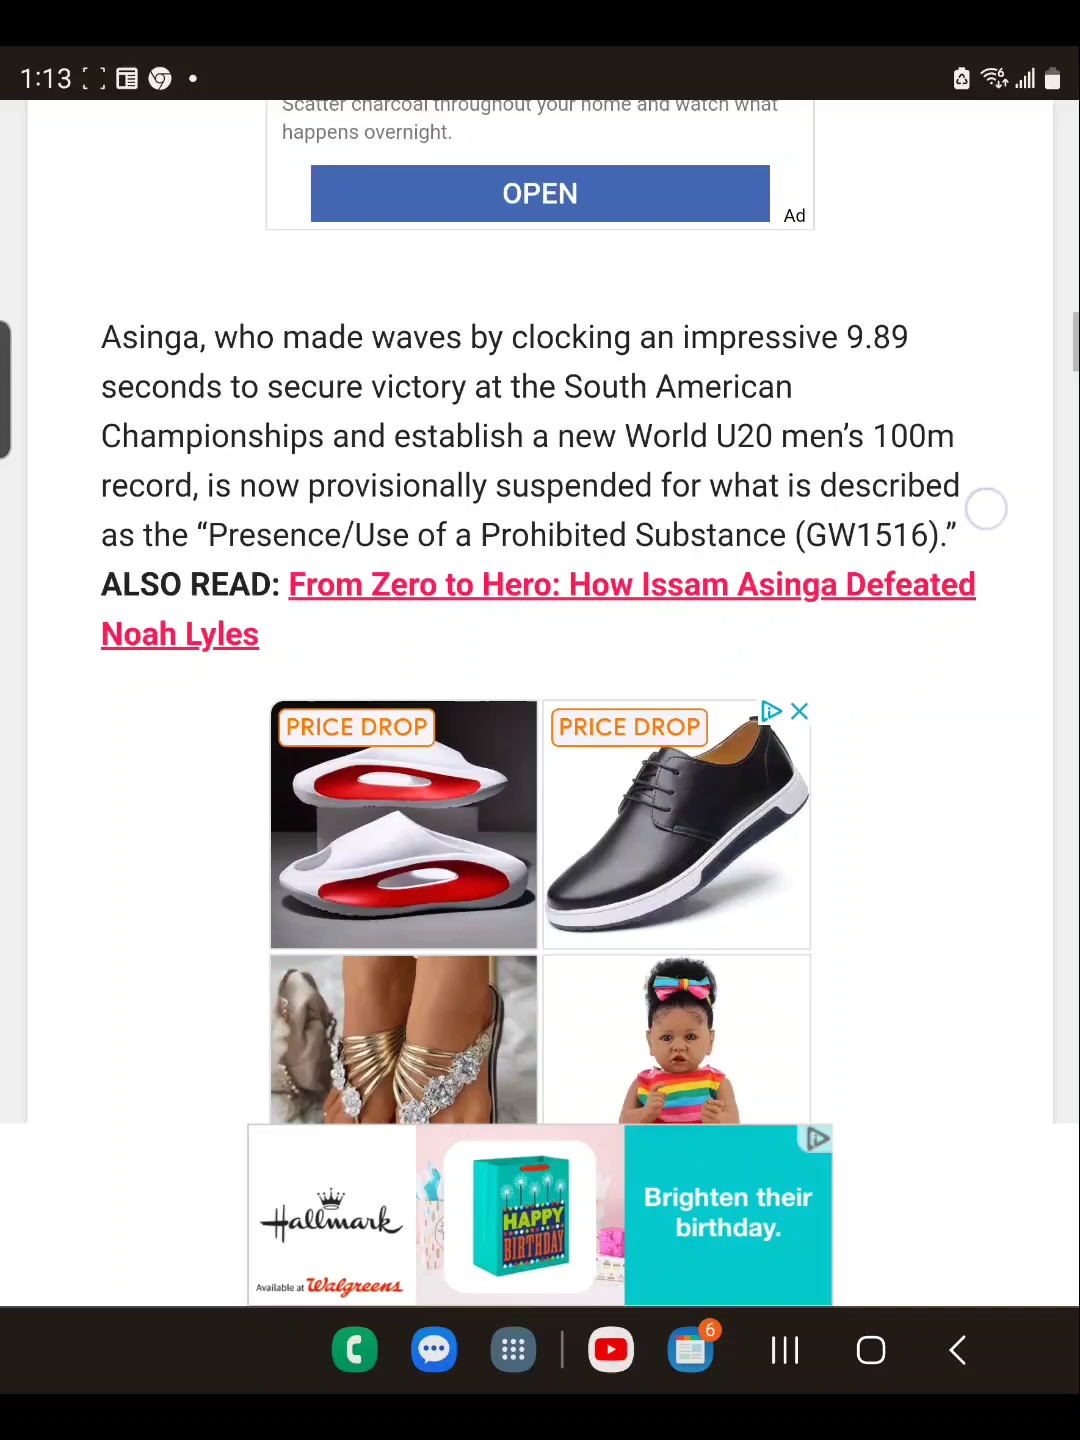 1:13
Scatter charcoal throughout your home and watch what
happens overnight.
OPEN
Ad
Asinga, who made waves by clocking an impressive 9.89
seconds to secure victory at the South American
Championships and establish a new World U20 men’s 100m
record, is now provisionally suspended for what is described
as the “Presence/Use of a Prohibited Substance (GW1516).”
ALSO READ: From Zero to Hero: How Issam Asinga Defeated
Noah Lyles
PRICE DROP
PRICE DROP
Hallmark
Available at Walgreens
HAPPY
BIRTHDAY
Brighten their
birthday.
6